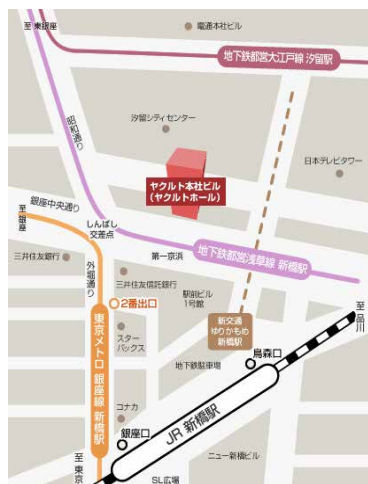 電通本社ビル
至 東銀座
地下鉄都営大江戸線 汐留駅
汐留シティセンター
昭和通り
日本テレビタワー
ヤクルト本社ビル
(ヤクルトホール)
銀座中央通り
至 銀座
しんばし
交差点
第一京浜
地下鉄都営浅草線 新橋駅
三井住友銀行
外堀通り
三井住友信託銀行
2番出口
駅前ビル
1号館
至 品川
新交通
ゆりかもめ
新橋駅
スター
バックス
東京メトロ 銀座線 新橋駅
烏森口
地下鉄駐車場
コナカ
銀座口
JR 新橋駅
ニュー新橋ビル
至 東京
SL広場